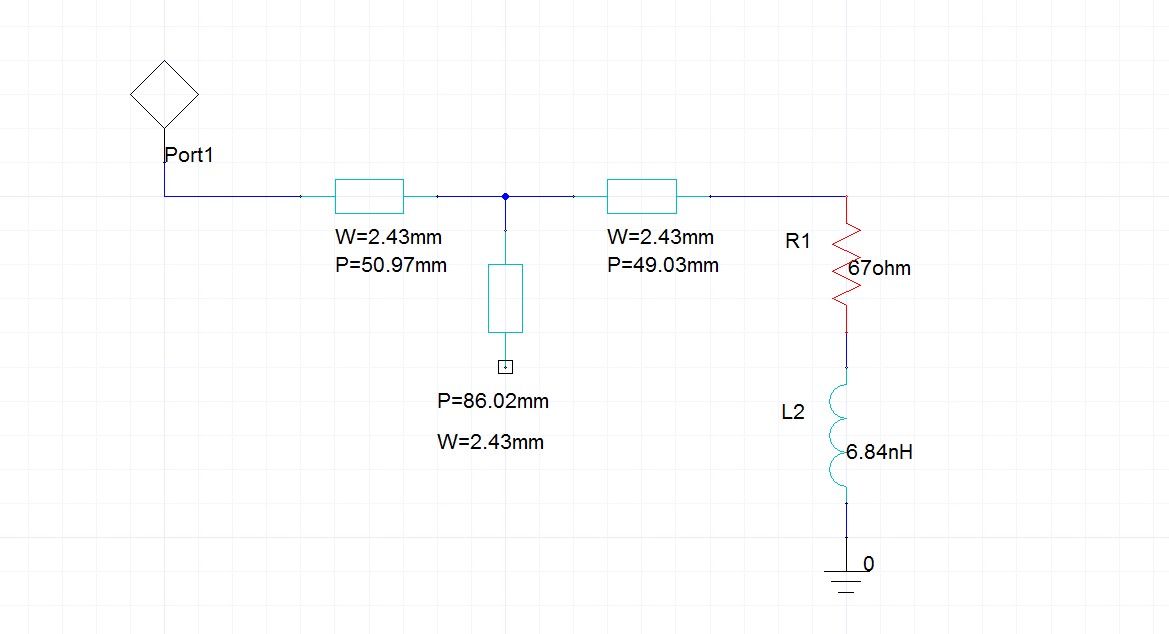 Port1
W=2.43mm
P=50.97mm
W=2.43mm
P=49.03mm
R1
67ohm
P=86.02mm
W=2.43mm
L2
6.84nH
0